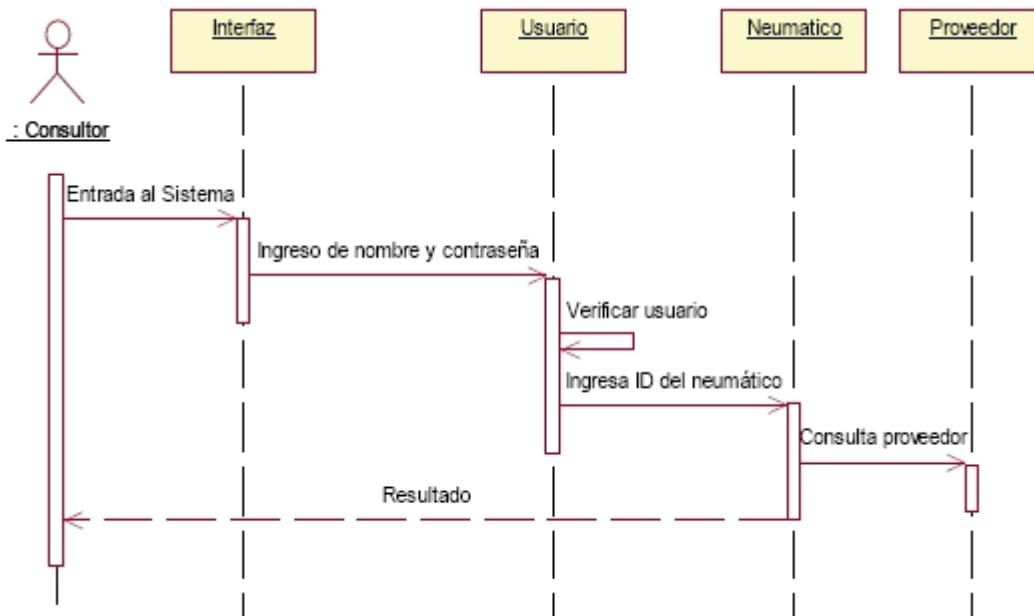 Interfaz
Usuario
Neumatico
Proveedor
: Consultor
Entrada al Sistema
Ingreso de nombre y contraseña
Verificar usuario
Ingresa ID del neumático
Consulta proveedor
Resultado